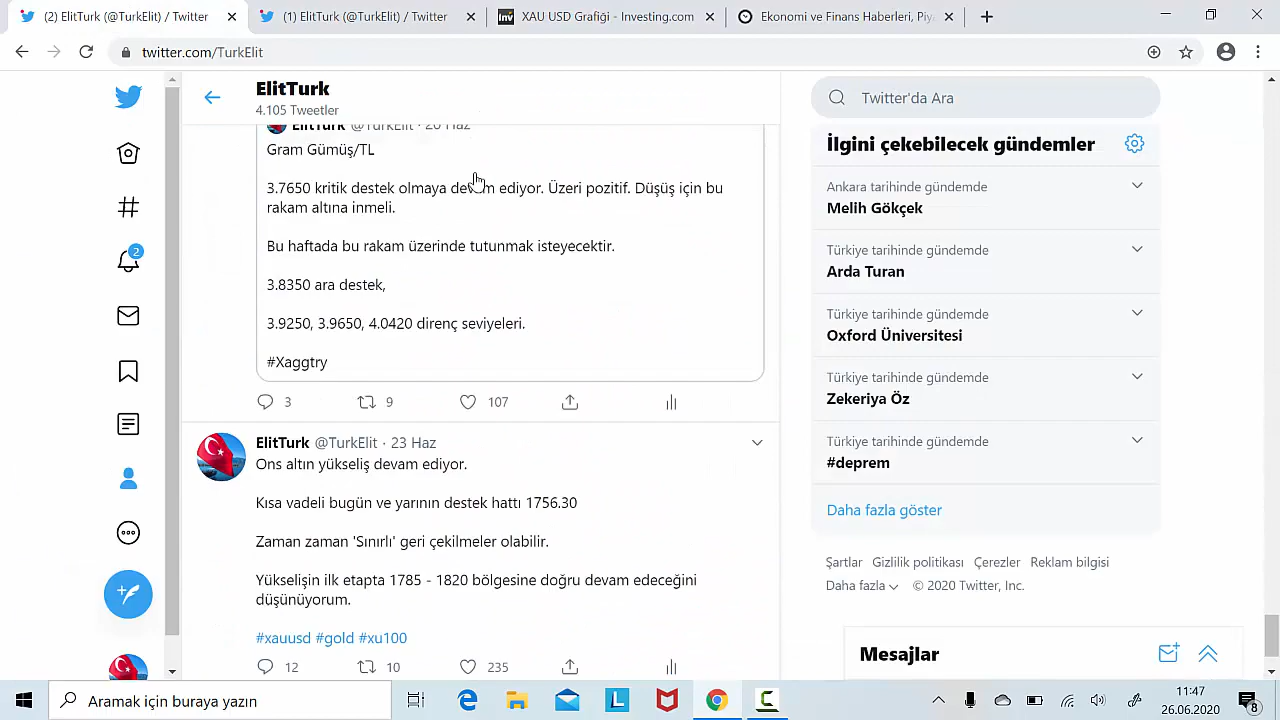 (2) ElitTurk (@TurkElit) / Twitter
(1) ElitTurk (@TurkElit) / Twitter
XAU USD Grafiği - Investing.com
Ekonomi ve Finans Haberleri, Piy
twitter.com/TurkElit
ElitTurk
4.105 Tweetler
Twitter'da Ara
ElitTurk @TurkElit · 20 Haz
Gram Gümüş/TL
3.7650 kritik destek olmaya devam ediyor. Üzeri pozitif. Düşüş için bu
rakam altına inmeli.
Bu haftada bu rakam üzerinde tutunmak isteyecektir.
3.8350 ara destek,
3.9250, 3.9650, 4.0420 direnç seviyeleri.
#Xaggtry
3 9 107
ElitTurk @TurkElit · 23 Haz
Ons altın yükseliş devam ediyor.
Kısa vadeli bugün ve yarının destek hattı 1756.30
Zaman zaman 'Sınırlı' geri çekilmeler olabilir.
Yükselişin ilk etapta 1785 - 1820 bölgesine doğru devam edeceğini
düşünüyorum.
#xauusd #gold #xu100
12 10 235
2
İlgini çekebilecek gündemler
Ankara tarihinde gündemde
Melih Gökçek
Türkiye tarihinde gündemde
Arda Turan
Türkiye tarihinde gündemde
Oxford Üniversitesi
Türkiye tarihinde gündemde
Zekeriya Öz
Türkiye tarihinde gündemde
#deprem
Daha fazla göster
Şartlar Gizlilik politikası Çerezler Reklam bilgisi
Daha fazla © 2020 Twitter, Inc.
Mesajlar
Aramak için buraya yazın
11:47
26.06.2020
8